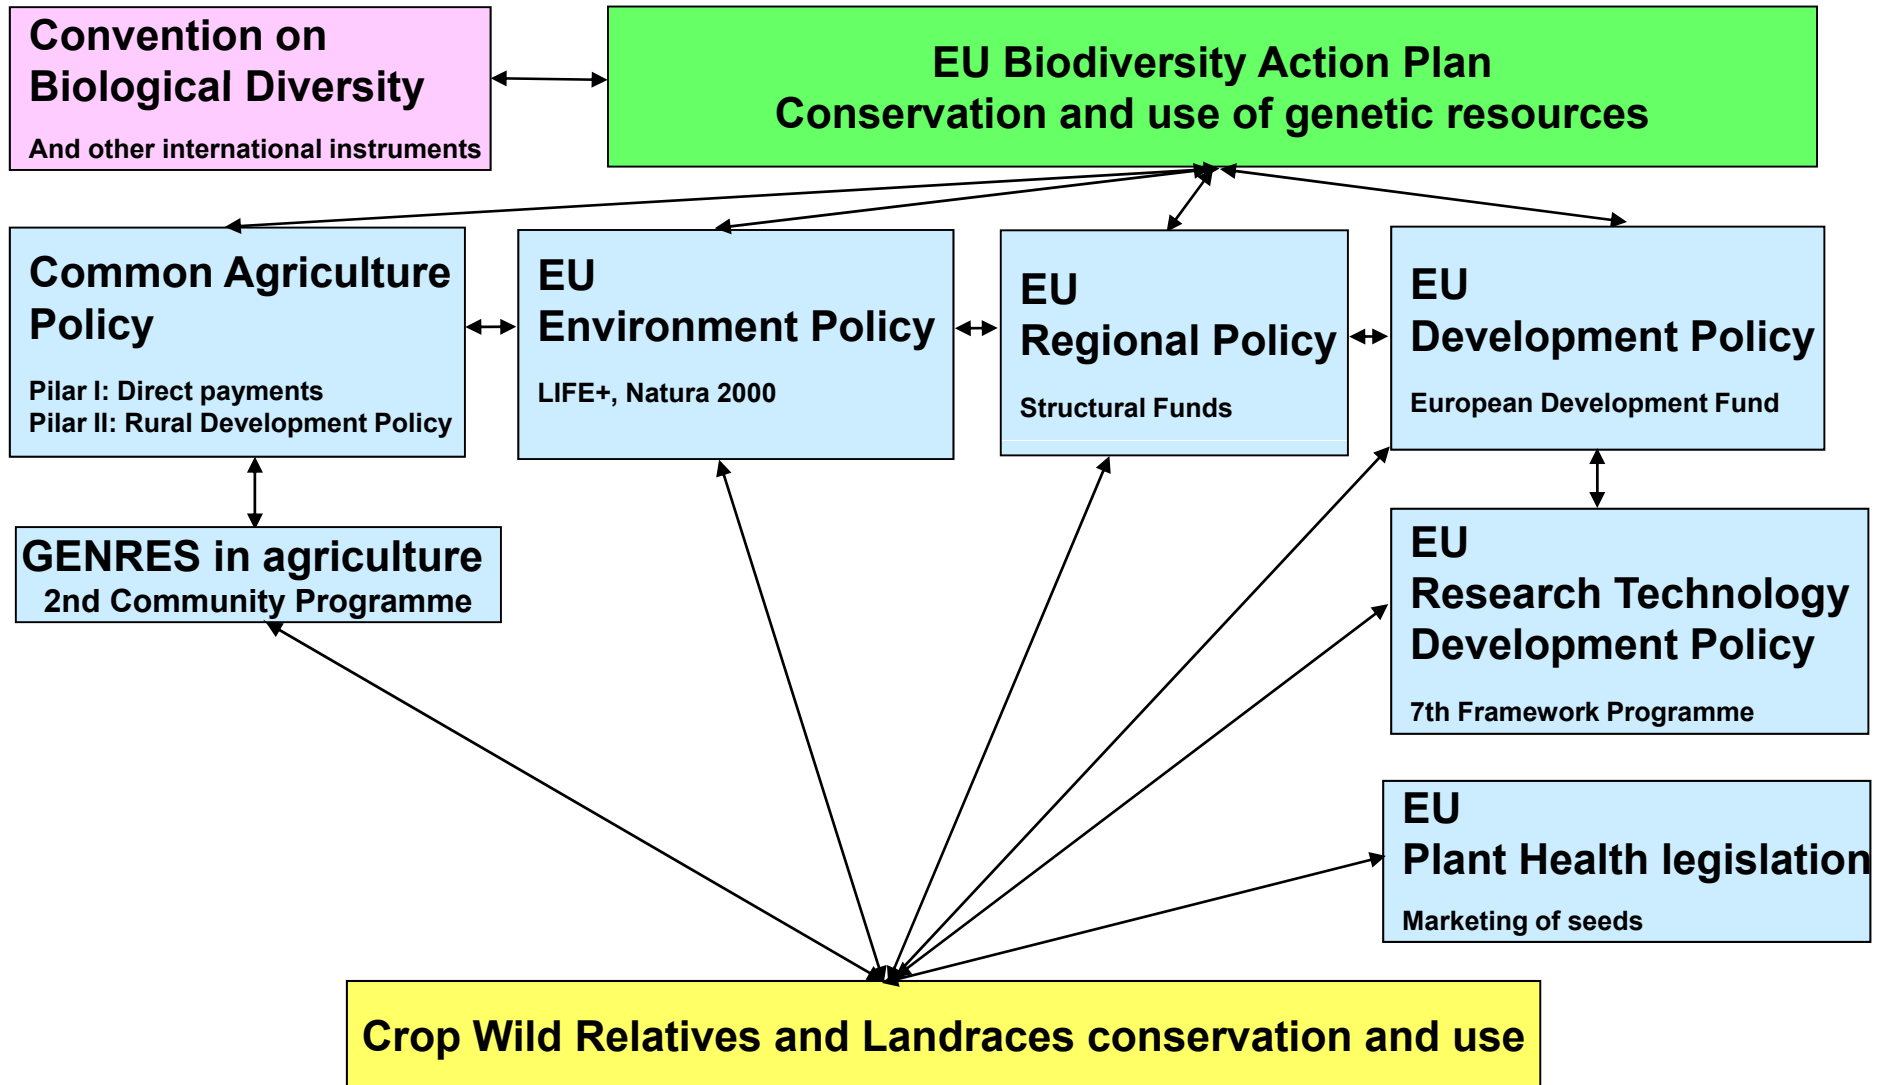 Convention on
Biological Diversity
And other international instruments
EU Biodiversity Action Plan
Conservation and use of genetic resources
Common Agriculture
Policy
Pilar I: Direct payments
Pilar II: Rural Development Policy
EU
Environment Policy
LIFE+, Natura 2000
EU
Regional Policy
Structural Funds
EU
Development Policy
European Development Fund
GENRES in agriculture
2nd Community Programme
EU
Research Technology
Development Policy
7th Framework Programme
EU
Plant Health legislation
Marketing of seeds
Crop Wild Relatives and Landraces conservation and use